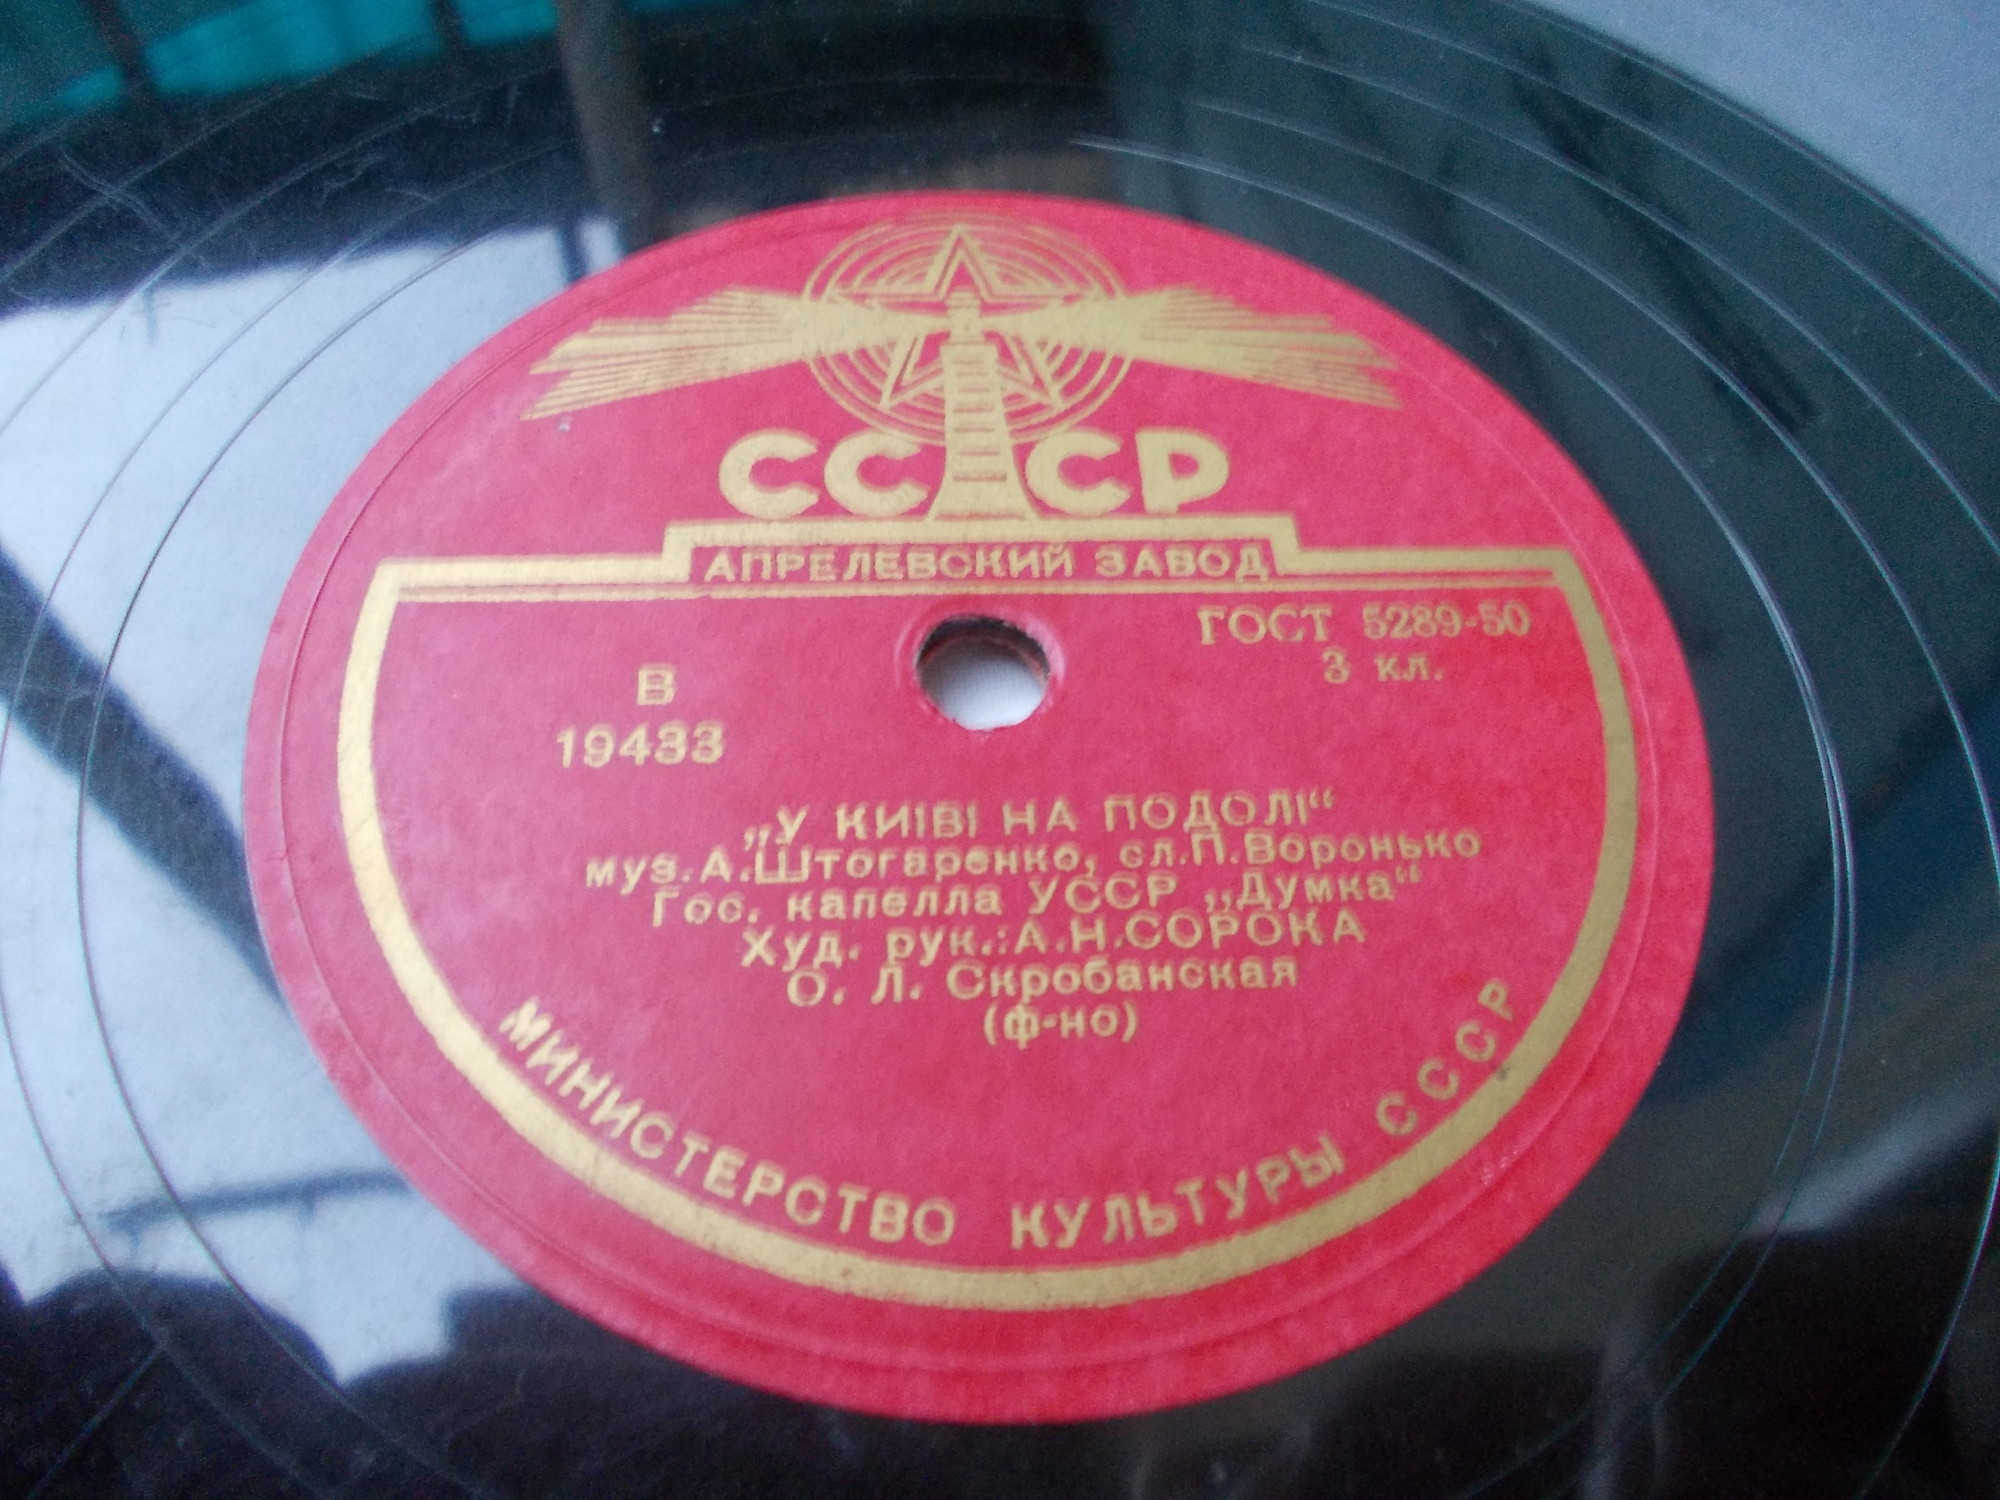 СССР
АПРЕЛЕВСКИЙ ЗАВОД
ГОСТ 5289-50
3 кл.
В
19433
„У КИІВІ НА ПОДОЛІ“
муз.А.Штогаренко, сл.П.Воронько
Гос. капелла УССР „Думка“
Худ. рук.:А.Н.СОРОКА
О. Л. Скробанская
(ф-но)
МИНИСТЕРСТВО КУЛЬТУРЫ СССР